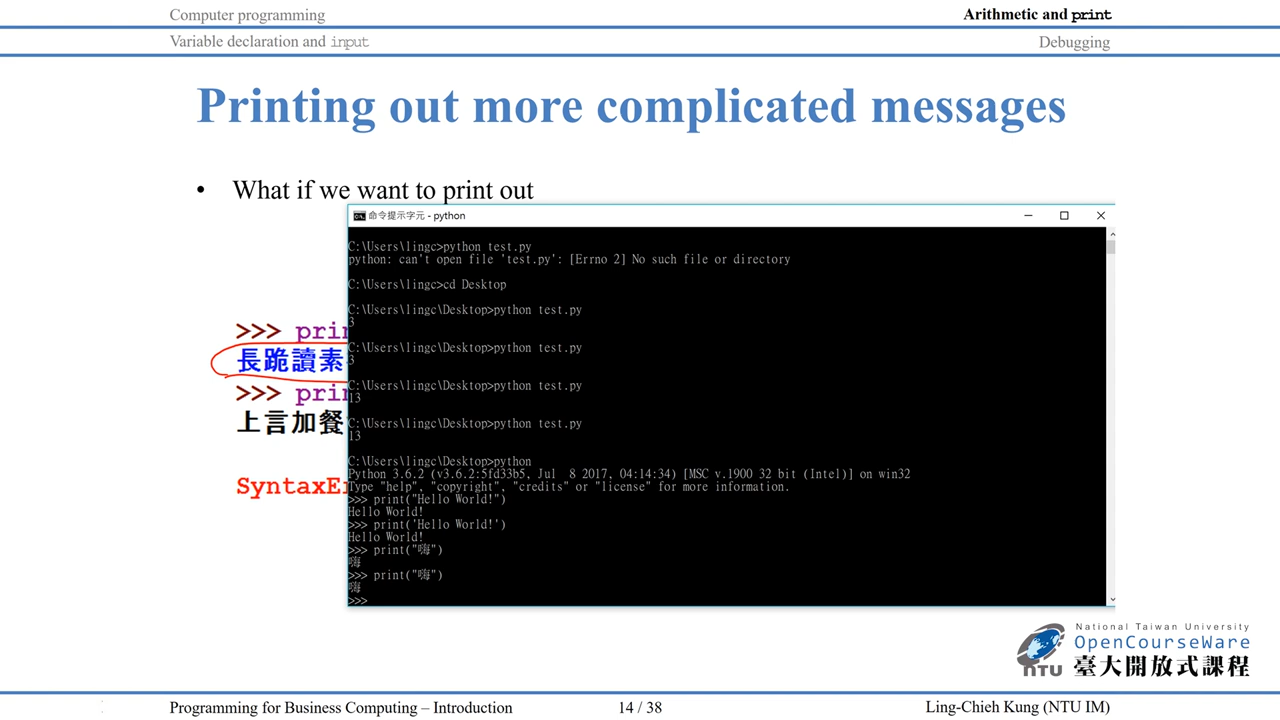 Computer programming
Arithmetic and print
Variable declaration and input
Debugging
Printing out more complicated messages
• What if we want to print out
命令提示字元 - python
C:\Users\lingc>python test.py
python: can't open file 'test.py': [Errno 2] No such file or directory
C:\Users\lingc>cd Desktop
C:\Users\lingc\Desktop>python test.py
3
C:\Users\lingc\Desktop>python test.py
3
C:\Users\lingc\Desktop>python test.py
13
C:\Users\lingc\Desktop>python test.py
13
C:\Users\lingc\Desktop>python
Python 3.6.2 (v3.6.2:5fd33b5, Jul  8 2017, 04:14:34) [MSC v.1900 32 bit (Intel)] on win32
Type "help", "copyright", "credits" or "license" for more information.
>>> print("Hello World!")
Hello World!
>>> print('Hello World!')
Hello World!
>>> print("嗨")
嗨
>>> print("嗨")
嗨
>>>
>>> prin
長跪讀素
>>> prin
上言加餐
SyntaxE
National Taiwan University
OpenCourseWare
NTU 臺大開放式課程
Programming for Business Computing – Introduction
14 / 38
Ling-Chieh Kung (NTU IM)